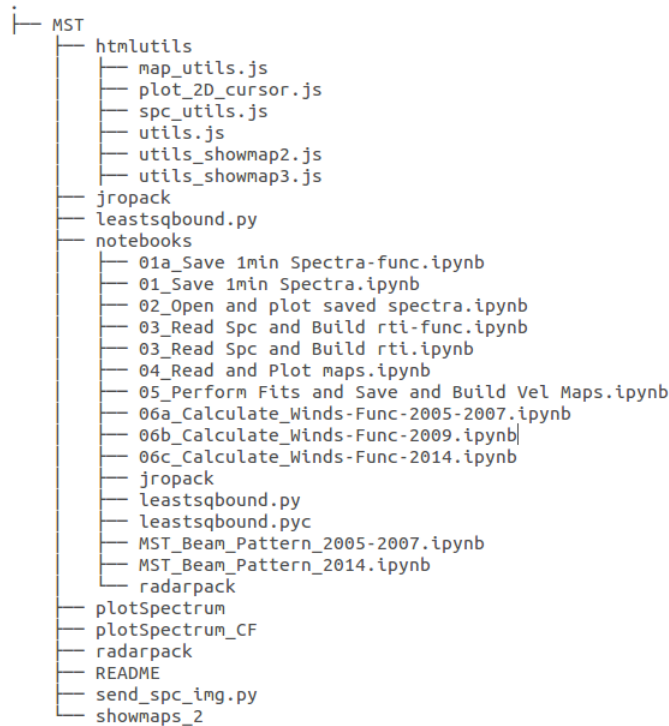 .
├── MST
    ├── htmlutils
    │   ├── map_utils.js
    │   ├── plot_2D_cursor.js
    │   ├── spc_utils.js
    │   ├── utils.js
    │   ├── utils_showmap2.js
    │   ├── utils_showmap3.js
    ├── jropack
    ├── leastsqbound.py
    ├── notebooks
    │   ├── 01a_Save 1min Spectra-func.ipynb
    │   ├── 01_Save 1min Spectra.ipynb
    │   ├── 02_Open and plot saved spectra.ipynb
    │   ├── 03_Read Spc and Build rti-func.ipynb
    │   ├── 03_Read Spc and Build rti.ipynb
    │   ├── 04_Read and Plot maps.ipynb
    │   ├── 05_Perform Fits and Save and Build Vel Maps.ipynb
    │   ├── 06a_Calculate_Winds-Func-2005-2007.ipynb
    │   ├── 06b_Calculate_Winds-Func-2009.ipynb
    │   ├── 06c_Calculate_Winds-Func-2014.ipynb
    │   ├── jropack
    │   ├── leastsqbound.py
    │   ├── leastsqbound.pyc
    │   ├── MST_Beam_Pattern_2005-2007.ipynb
    │   ├── MST_Beam_Pattern_2014.ipynb
    │   └── radarpack
    ├── plotSpectrum
    ├── plotSpectrum_CF
    ├── radarpack
    ├── README
    ├── send_spc_img.py
    └── showmaps_2